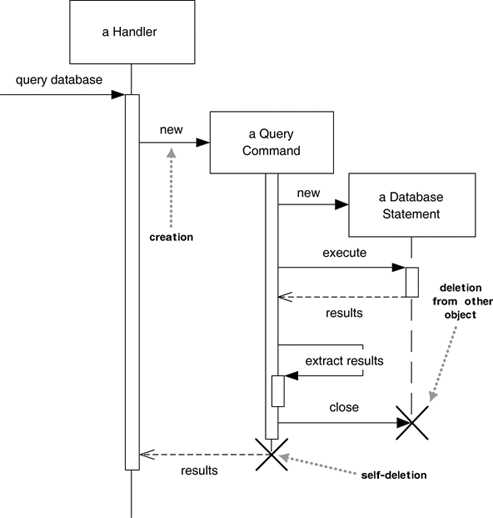 a Handler
query database
new
a Query
Command
creation
new
a Database
Statement
execute
deletion
from other
object
results
extract results
close
results
self-deletion